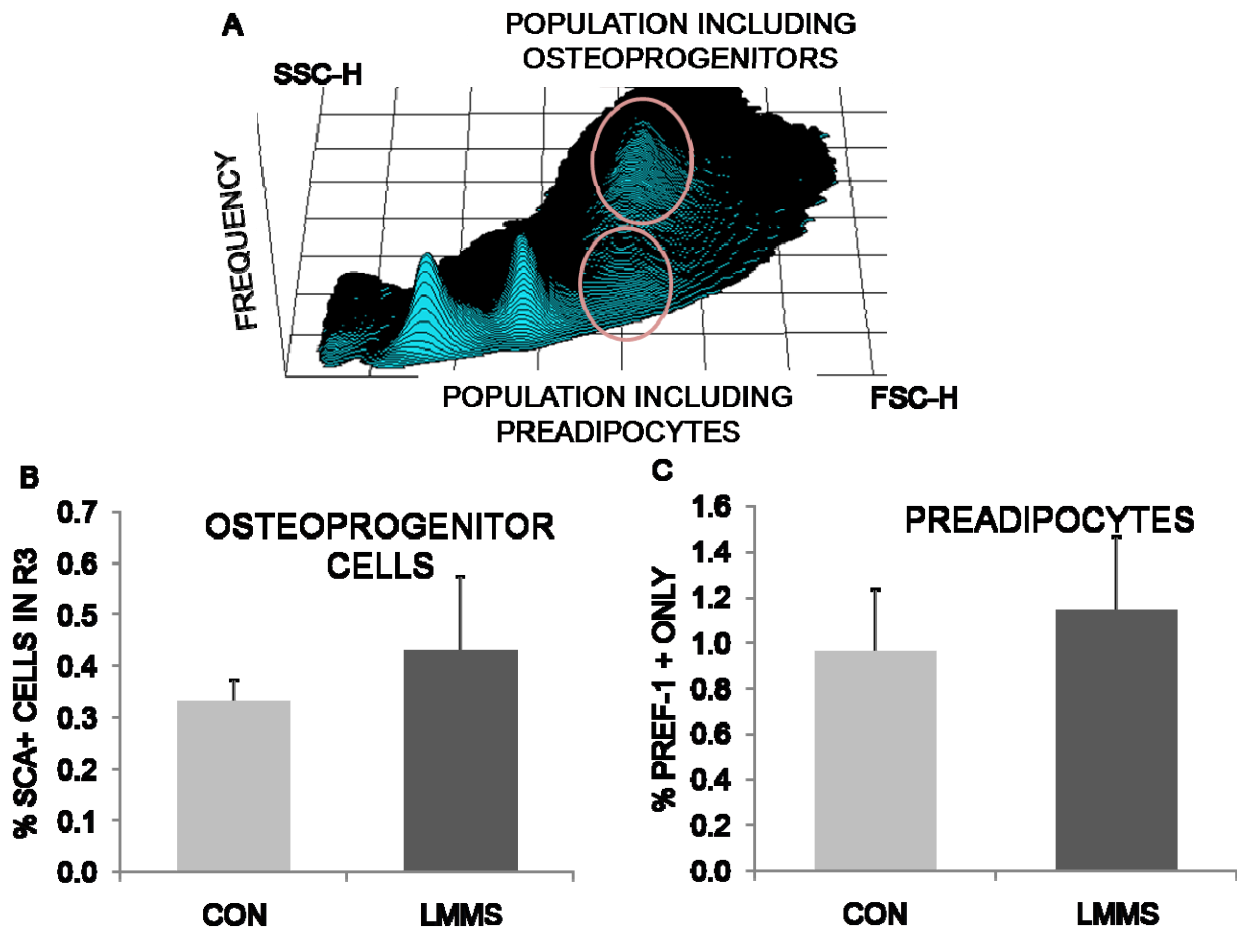 A
POPULATION INCLUDING
OSTEOPROGENITORS
SSC-H
FREQUENCY
POPULATION INCLUDING
PREADIPOCYTES
FSC-H
B
OSTEOPROGENITOR
CELLS
% SCA+ CELLS IN R3
0.7
0.6
0.5
0.4
0.3
0.2
0.1
0.0
CON
LMMS
C
PREADIPOCYTES
% PREF-1 + ONLY
1.6
1.4
1.2
1.0
0.8
0.6
0.4
0.2
0.0
CON
LMMS